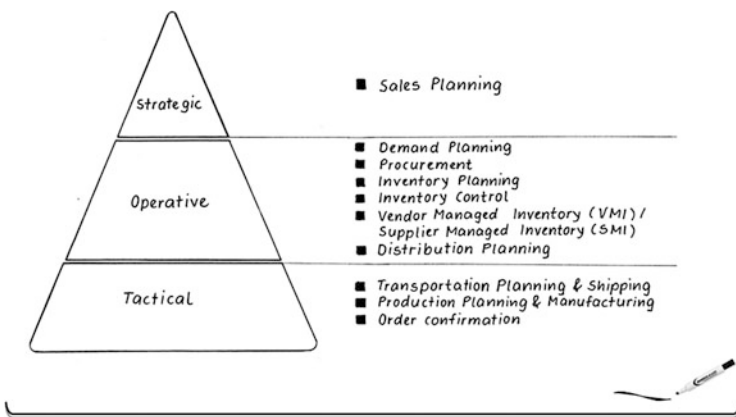 Strategic
■ Sales Planning
Operative
■ Demand Planning
■ Procurement
■ Inventory Planning
■ Inventory Control
■ Vendor Managed Inventory (VMI) /
Supplier Managed Inventory (SMI)
■ Distribution Planning
Tactical
■ Transportation Planning & Shipping
■ Production Planning & Manufacturing
■ Order confirmation